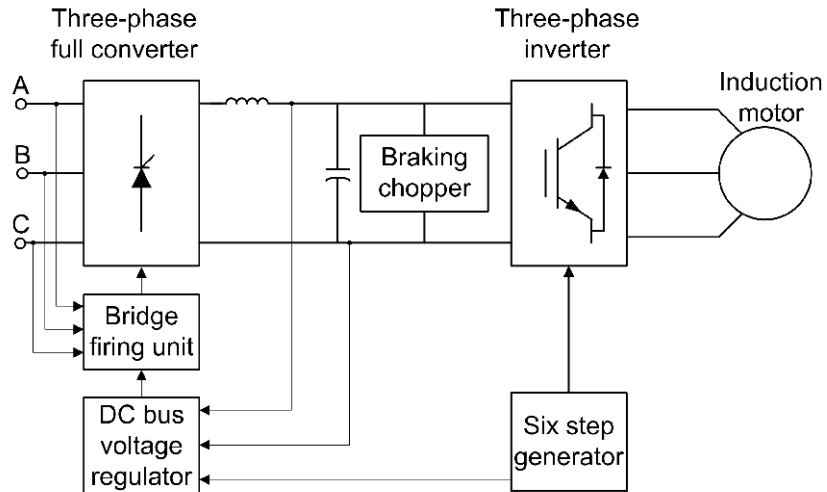 Three-phase
full converter
Three-phase
inverter
Induction
motor
A
B
C
Braking
chopper
Bridge
firing unit
DC bus
voltage
regulator
Six step
generator